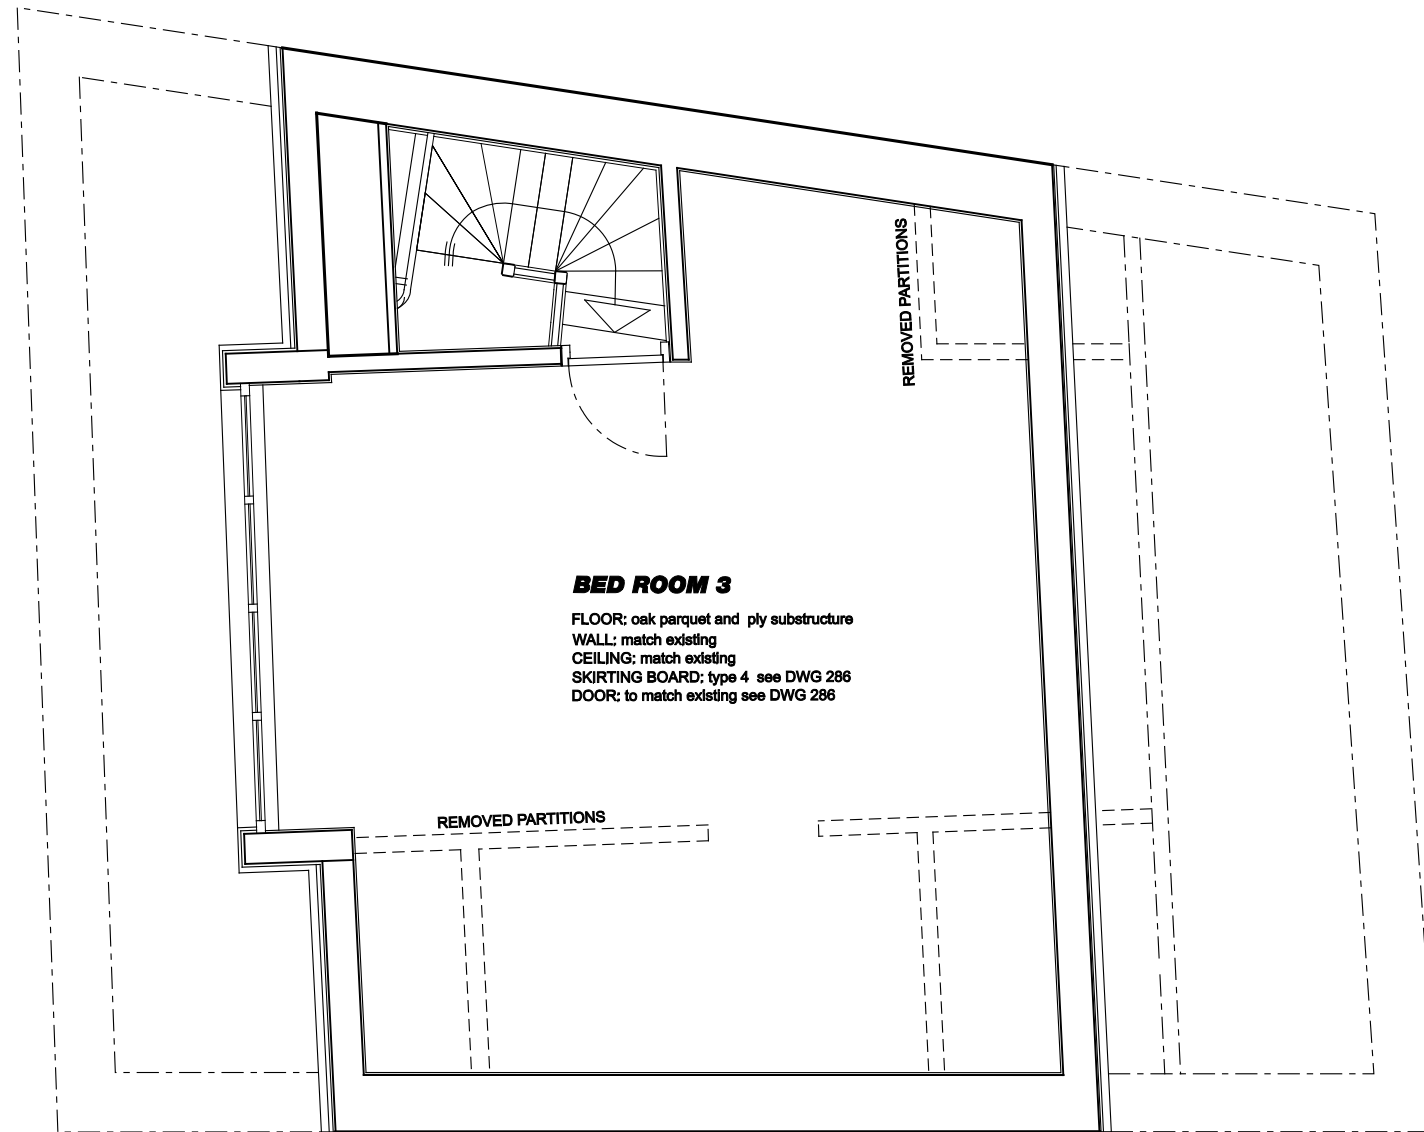 REMOVED PARTITIONS
BED ROOM 3
FLOOR; oak parquet and ply substructure
WALL; match existing
CEILING; match existing
SKIRTING BOARD; type 4 see DWG 286
DOOR; to match existing see DWG 286
REMOVED PARTITIONS